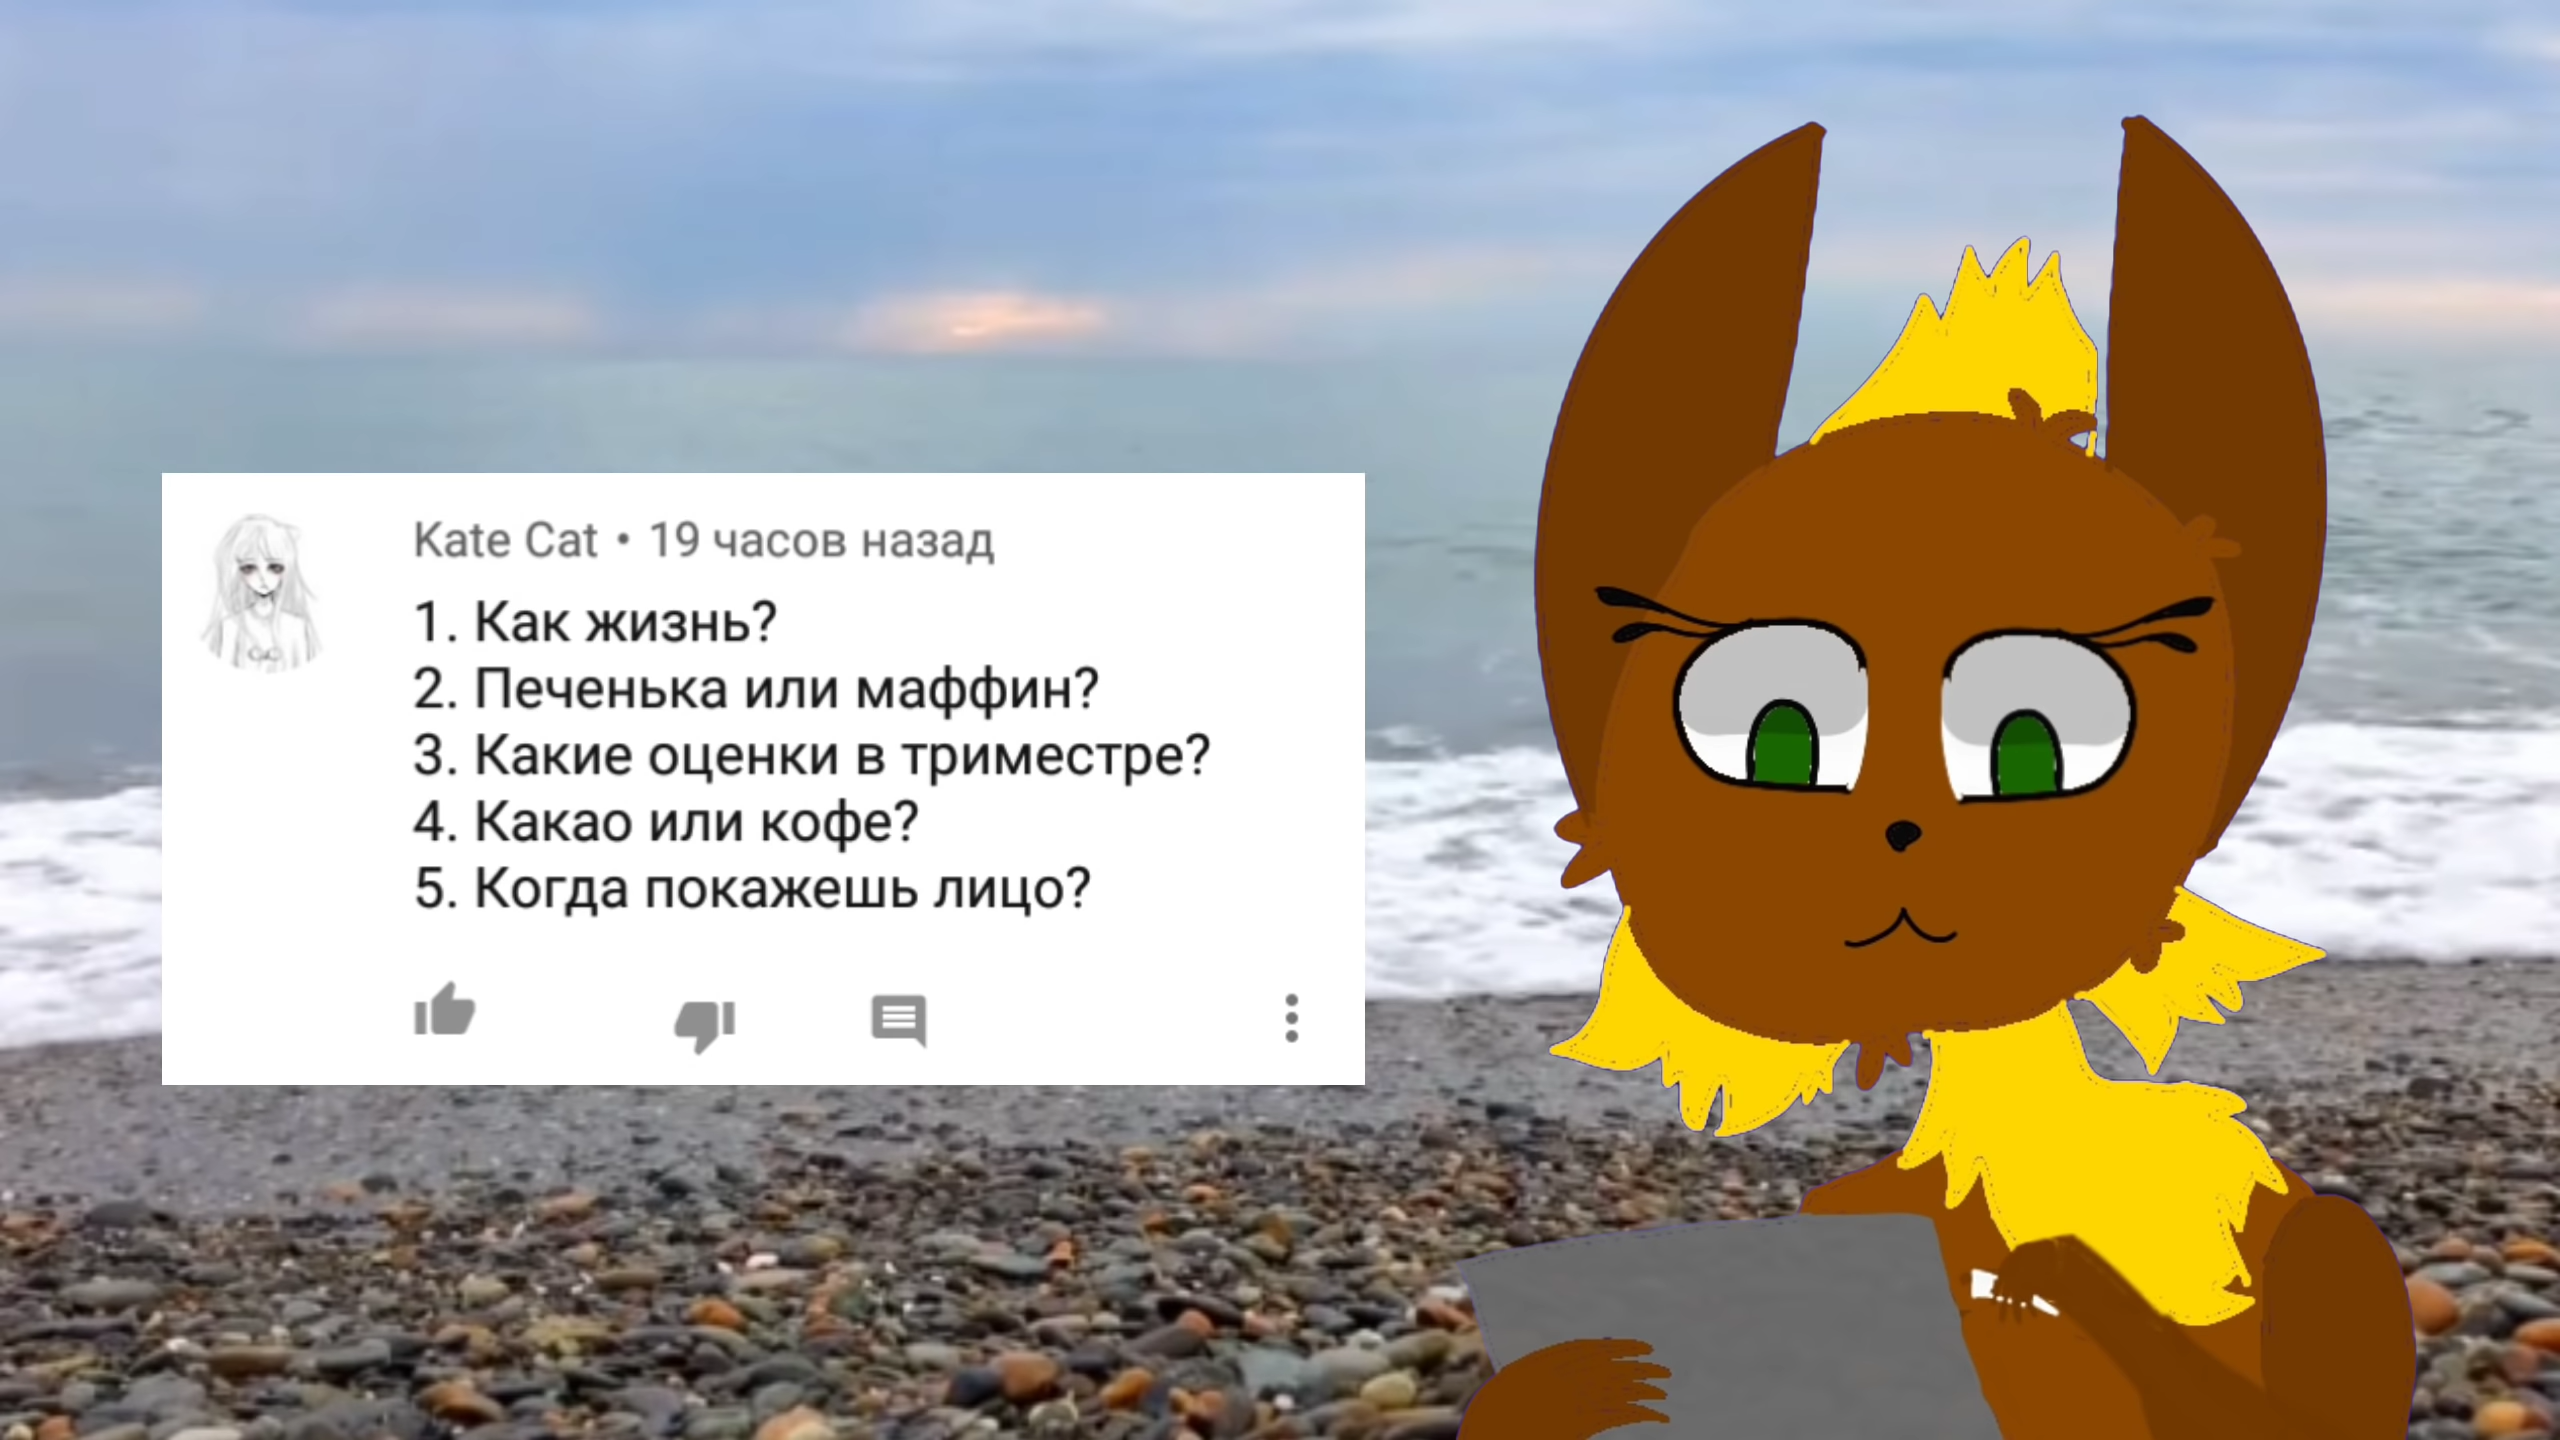 Kate Cat • 19 часов назад
1. Как жизнь?
2. Печенька или маффин?
3. Какие оценки в триместре?
4. Какао или кофе?
5. Когда покажешь лицо?